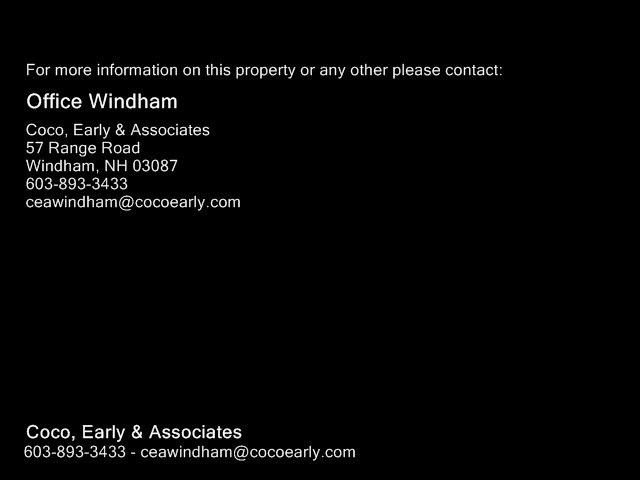 For more information on this property or any other please contact:
Office Windham
Coco, Early & Associates
57 Range Road
Windham, NH 03087
603-893-3433
ceawindham@cocoearly.com
Coco, Early & Associates
603-893-3433 - ceawindham@cocoearly.com